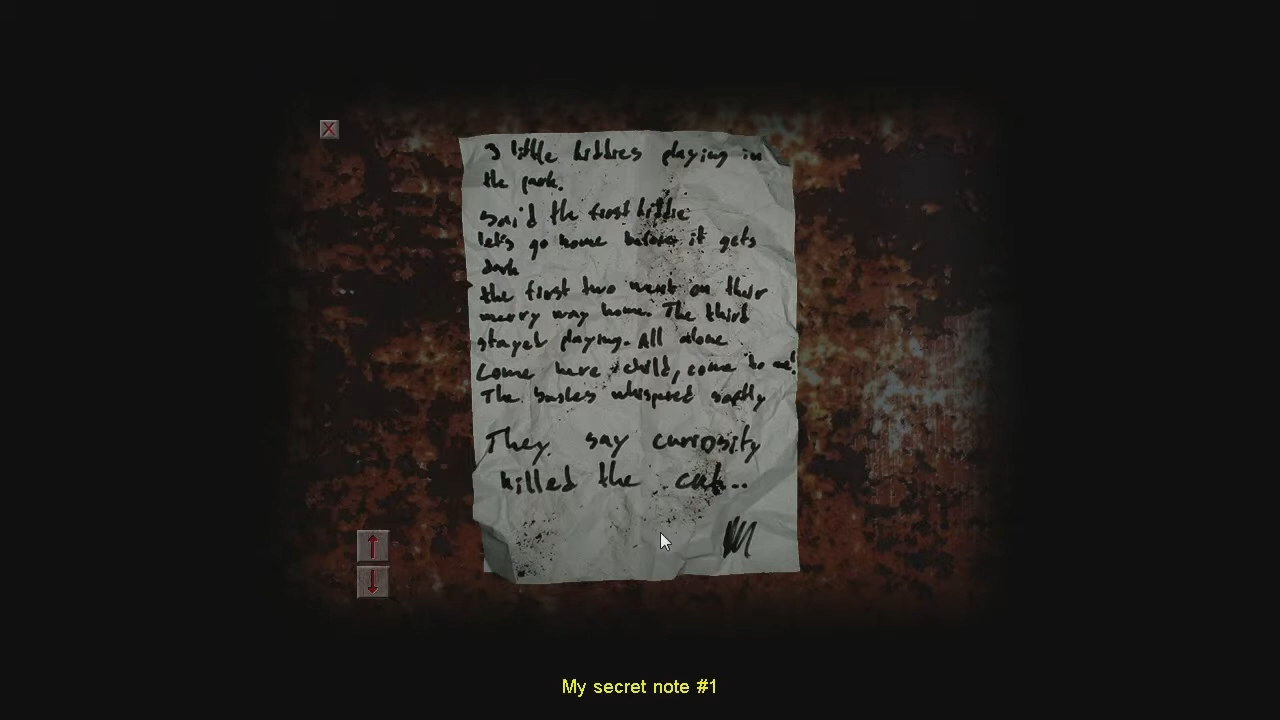 3 little kiddies playing in
the park.
Said the first kiddie
let's go home before it gets
dark
the first two went on their
merry way home. The third
stayed playing. All alone
Come here child, come to me!
The bushes whispered softly
They say curiosity
killed the cat...
My secret note #1